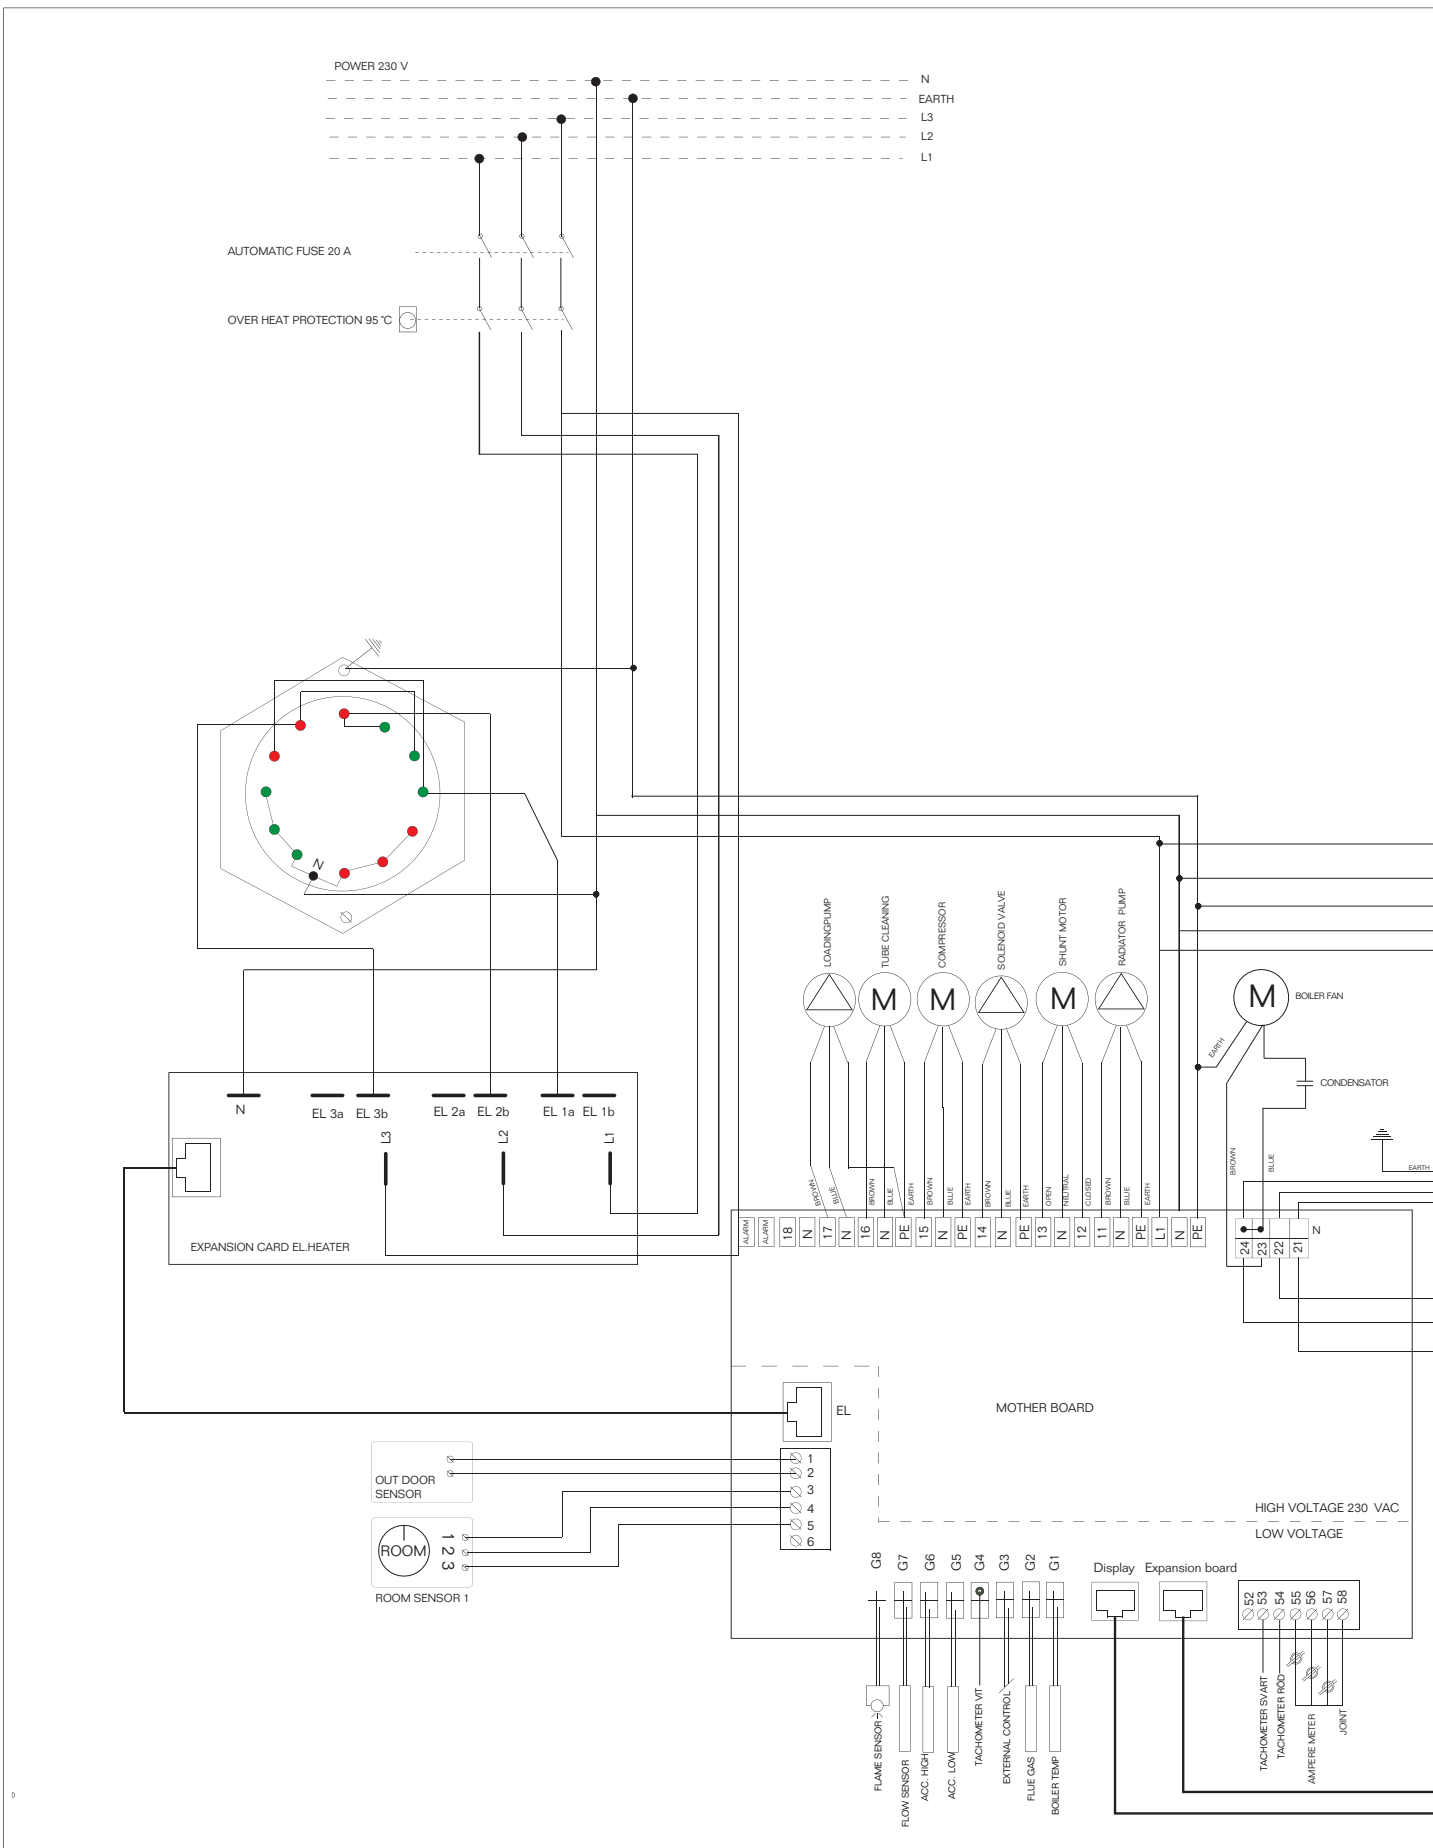 POWER 230 V
N
EARTH
L3
L2
L1
AUTOMATIC FUSE 20 A
OVER HEAT PROTECTION 95 °C
N
LOADINGPUMP
TUBE CLEANING
COMPRESSOR
SOLENOID VALVE
SHUNT MOTOR
RADIATOR PUMP
M
M
M
M
BOILER FAN
EARTH
CONDENSATOR
BROWN
BLUE
EARTH
N
EL 3a
EL 3b
EL 2a
EL 2b
EL 1a
EL 1b
L3
L2
L1
EXPANSION CARD EL.HEATER
BROWN
BLUE
BROWN
BLUE
EARTH
BROWN
BLUE
EARTH
BROWN
BLUE
EARTH
OPEN
NEUTRAL
CLOSED
BROWN
BLUE
EARTH
ALARM
ALARM
18
N
17
N
16
N
PE
15
N
PE
14
N
PE
13
N
12
11
N
PE
L1
N
PE
N
24
23
22
21
EL
MOTHER BOARD
OUT DOOR
SENSOR
1
2
3
4
5
6
ROOM
1
2
3
ROOM SENSOR 1
HIGH VOLTAGE 230 VAC
LOW VOLTAGE
G8
G7
G6
G5
G4
G3
G2
G1
Display
Expansion board
52
53
54
55
56
57
58
FLAME SENSOR
FLOW SENSOR
ACC. HIGH
ACC. LOW
TACHOMETER VIT
EXTERNAL CONTROL
FLUE GAS
BOILER TEMP
TACHOMETER SVART
TACHOMETER RÖD
AMPERE METER
JOINT
D